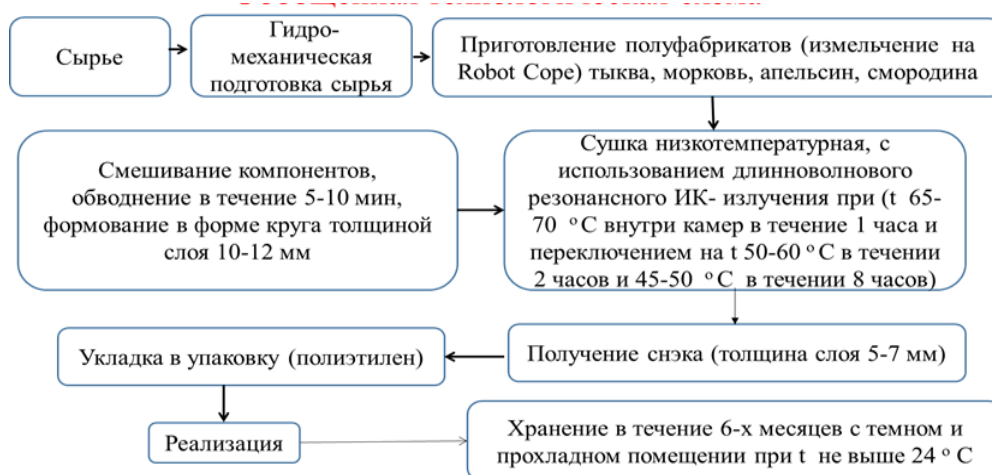 Сырье
Гидро-
механическая
подготовка сырья
Приготовление полуфабрикатов (измельчение на
Robot Cope) тыква, морковь, апельсин, смородина
Смешивание компонентов,
обводнение в течение 5-10 мин,
формование в форме круга толщиной
слоя 10-12 мм
Сушка низкотемпературная, с
использованием длинноволнового
резонансного ИК- излучения при (t 65-
70 °С внутри камер в течение 1 часа и
переключением на t 50-60 °С в течении
2 часов и 45-50 °С в течении 8 часов)
Укладка в упаковку (полиэтилен)
Получение снэка (толщина слоя 5-7 мм)
Реализация
Хранение в течение 6-х месяцев с темном и
прохладном помещении при t не выше 24 °С